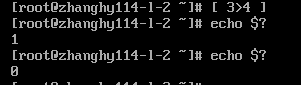 [root@zhanghy114-l-2 ~]# [ 3>4 ]
[root@zhanghy114-l-2 ~]# echo $?
1
[root@zhanghy114-l-2 ~]# echo $?
0